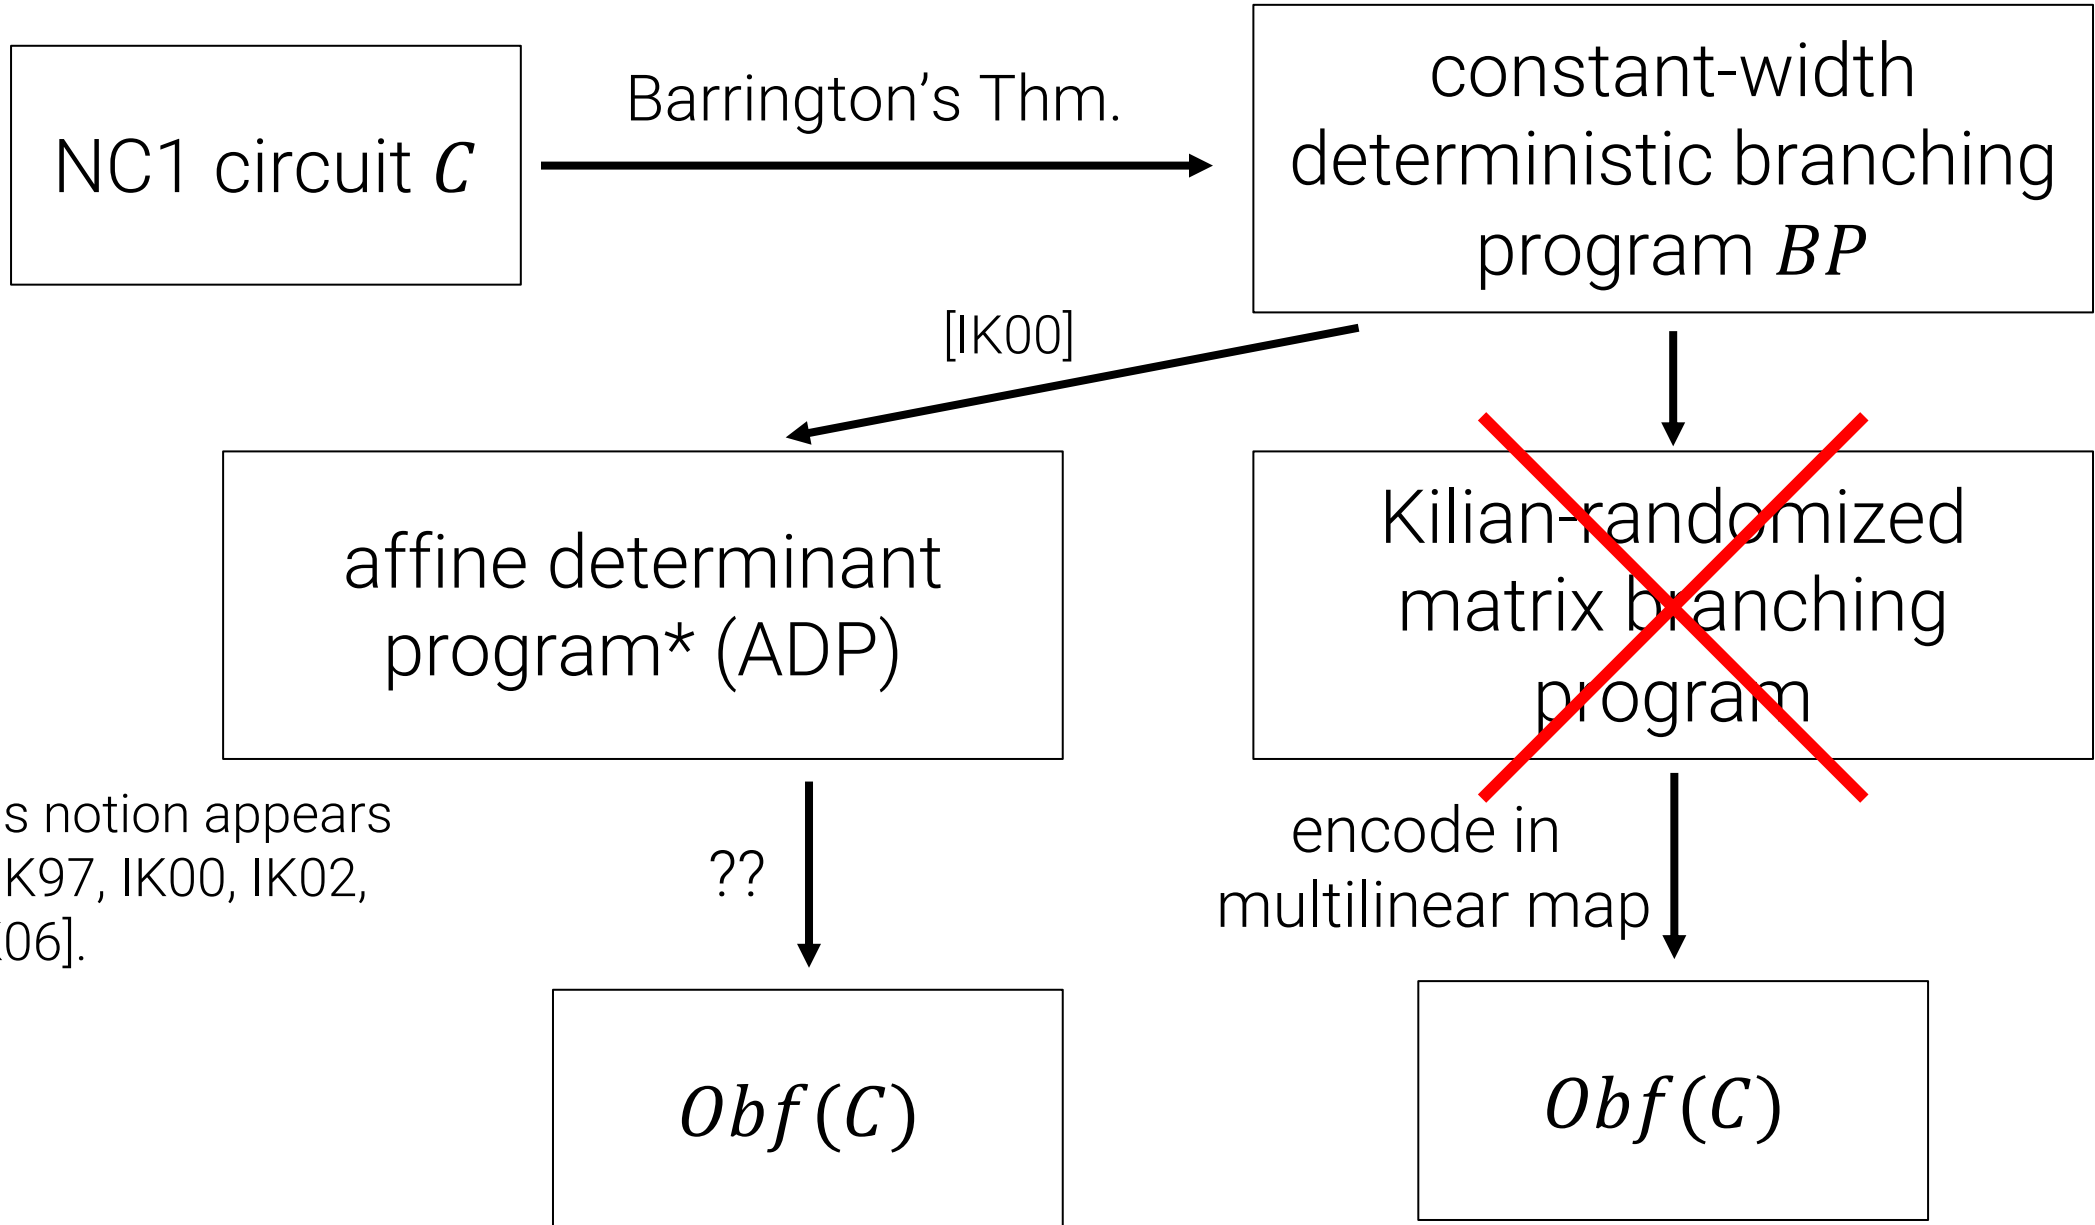 NC1 circuit C
Barrington's Thm.
constant-width
deterministic branching
program BP
[IK00]
affine determinant
program* (ADP)
Kilian-randomized
matrix branching
program
s notion appears
K97, IK00, IK02,
06].
??
encode in
multilinear map
Obf(C)
Obf(C)